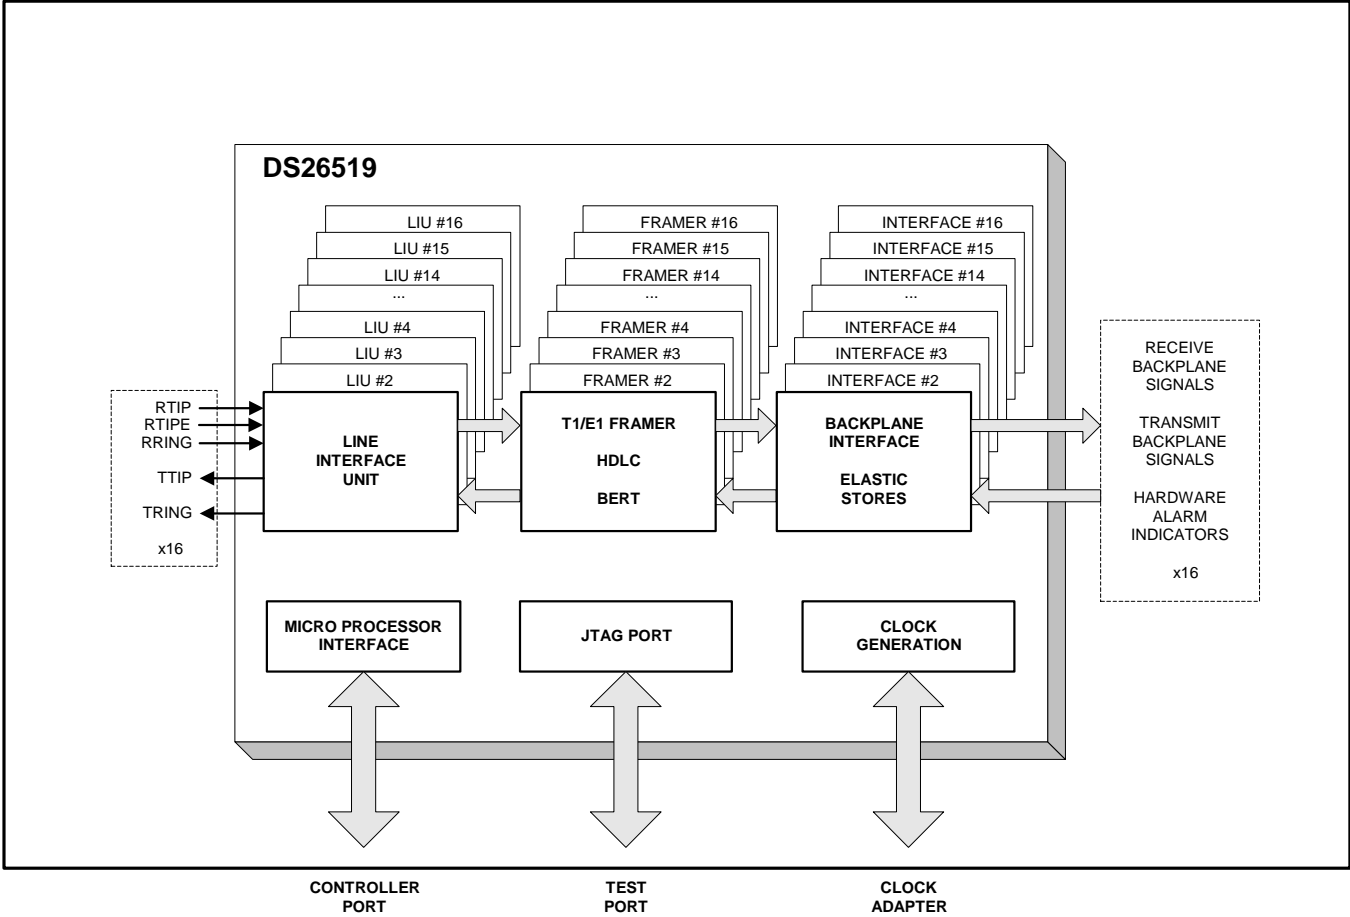 DS26519
LIU #16
LIU #15
LIU #14
...
LIU #4
LIU #3
LIU #2
LINE
INTERFACE
UNIT
FRAMER #16
FRAMER #15
FRAMER #14
...
FRAMER #4
FRAMER #3
FRAMER #2
T1/E1 FRAMER
HDLC
BERT
INTERFACE #16
INTERFACE #15
INTERFACE #14
...
INTERFACE #4
INTERFACE #3
INTERFACE #2
BACKPLANE
INTERFACE
ELASTIC
STORES
RTIP
RTIPE
RRING
TTIP
TRING
x16
RECEIVE
BACKPLANE
SIGNALS
TRANSMIT
BACKPLANE
SIGNALS
HARDWARE
ALARM
INDICATORS
x16
MICRO PROCESSOR
INTERFACE
JTAG PORT
CLOCK
GENERATION
CONTROLLER
PORT
TEST
PORT
CLOCK
ADAPTER